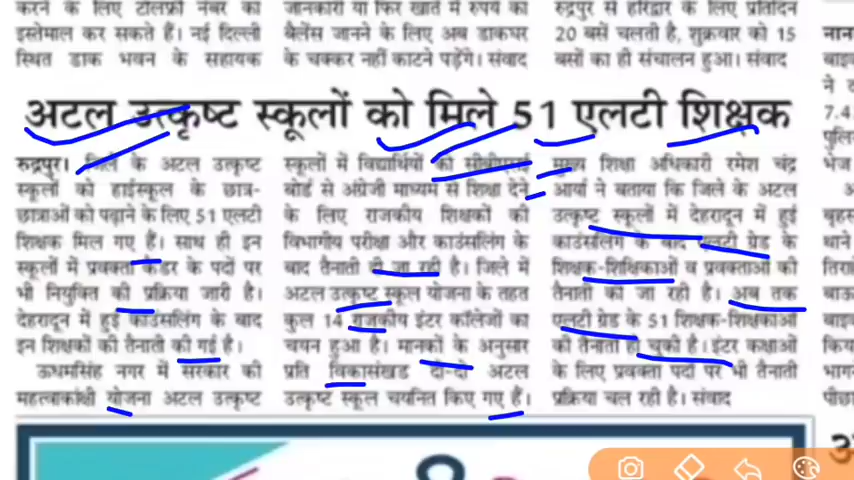 करने के लिए टोलफ्री नंबर का
इस्तेमाल कर सकते हैं। नई दिल्ली
स्थित डाक भवन के सहायक
जानकारी या फिर खाते में रुपये का
बैलेंस जानने के लिए अब डाकघर
के चक्कर नहीं काटने पड़ेंगे। संवाद
रुद्रपुर से हरिद्वार के लिए प्रतिदिन
20 बसें चलती है, शुक्रवार को 15
बसों का ही संचालन हुआ। संवाद
अटल उत्कृष्ट स्कूलों को मिले 51 एलटी शिक्षक
रुद्रपुर। जिले के अटल उत्कृष्ट
स्कूलों को हाईस्कूल के छात्र-
छात्राओं को पढ़ाने के लिए 51 एलटी
शिक्षक मिल गए हैं। साथ ही इन
स्कूलों में प्रवक्ता कैडर के पदों पर
भी नियुक्ति की प्रक्रिया जारी है।
देहरादून में हुई काउंसलिंग के बाद
इन शिक्षकों की तैनाती की गई है।
ऊधमसिंह नगर में सरकार की
महत्वाकांक्षी योजना अटल उत्कृष्ट
स्कूलों में विद्यार्थियों को सीबीएसई
बोर्ड से अंग्रेजी माध्यम से शिक्षा देने
के लिए राजकीय शिक्षकों की
विभागीय परीक्षा और काउंसलिंग के
बाद तैनाती दी जा रही है। जिले में
अटल उत्कृष्ट स्कूल योजना के तहत
कुल 14 राजकीय इंटर कॉलेजों का
चयन हुआ है। मानकों के अनुसार
प्रति विकासखंड दो-दो अटल
उत्कृष्ट स्कूल चयनित किए गए हैं।
मुख्य शिक्षा अधिकारी रमेश चंद्र
आर्या ने बताया कि जिले के अटल
उत्कृष्ट स्कूलों में देहरादून में हुई
काउंसलिंग के बाद एलटी ग्रेड के
शिक्षक-शिक्षिकाओं व प्रवक्ताओं की
तैनाती की जा रही है। अब तक
एलटी ग्रेड के 51 शिक्षक-शिक्षिकाओं
की तैनाती हो चुकी है। इंटर कक्षाओं
के लिए प्रवक्ता पदों पर भी तैनाती
प्रक्रिया चल रही है। संवाद